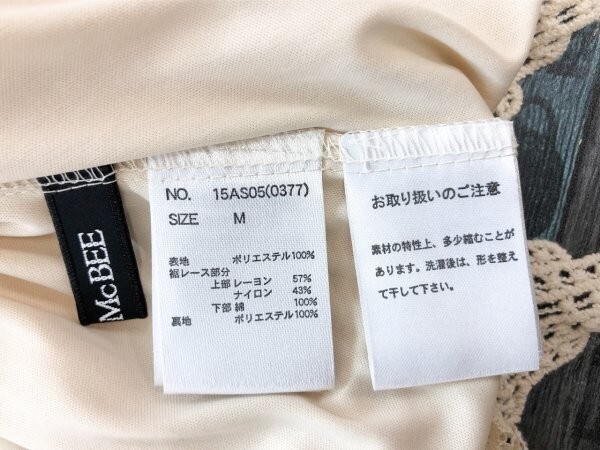 McBEE
NO. 15AS05(0377)
SIZE M
表地 ポリエステル100%
裾レース部分
上部 レーヨン 57%
ナイロン 43%
下部 綿 100%
裏地 ポリエステル100%
お取り扱いのご注意
素材の特性上、多少縮むことが
あります。洗濯後は、形を整え
て干して下さい。